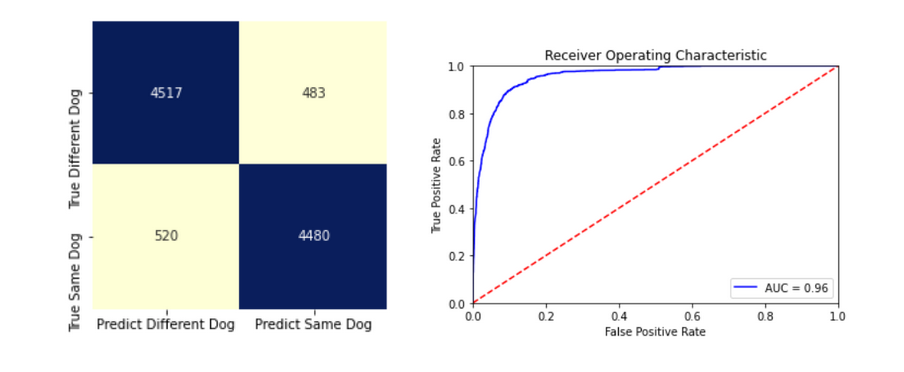 True Different Dog
4517
483
True Same Dog
520
4480
Predict Different Dog
Predict Same Dog
Receiver Operating Characteristic
True Positive Rate
1.0
0.8
0.6
0.4
0.2
0.0
AUC = 0.96
0.0
0.2
0.4
0.6
0.8
1.0
False Positive Rate